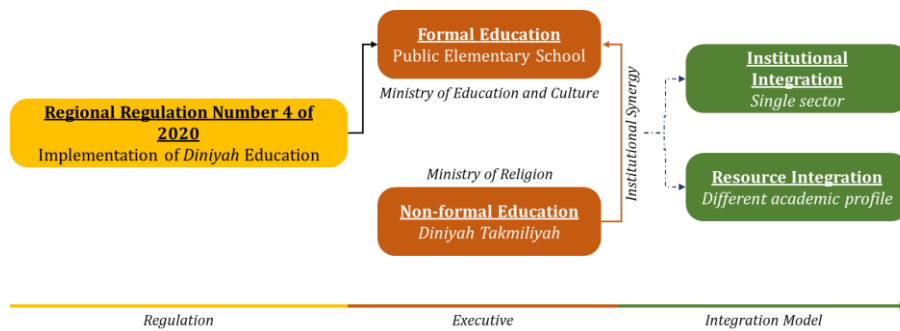 Regional Regulation Number 4 of
2020
Implementation of Diniyah Education
Formal Education
Public Elementary School
Ministry of Education and Culture
Ministry of Religion
Non-formal Education
Diniyah Takmiliyah
Institutional Synergy
Institutional
Integration
Single sector
Resource Integration
Different academic profile
Regulation
Executive
Integration Model